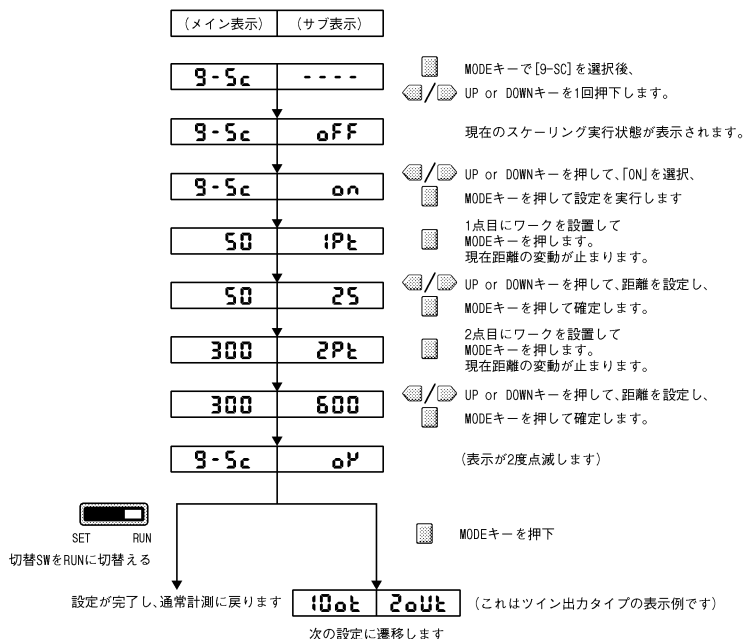 (メイン表示) (サブ表示)
9-Sc ----
MODEキーで[9-SC]を選択後、
/ UP or DOWNキーを1回押下します。
9-Sc oFF
現在のスケーリング実行状態が表示されます。
9-Sc on
/ UP or DOWNキーを押して、「ON」を選択、
MODEキーを押して設定を実行します
50 1Pt
1点目にワークを設置して
MODEキーを押します。
現在距離の変動が止まります。
50 25
/ UP or DOWNキーを押して、距離を設定し、
MODEキーを押して確定します。
300 2Pt
2点目にワークを設置して
MODEキーを押します。
現在距離の変動が止まります。
300 600
/ UP or DOWNキーを押して、距離を設定し、
MODEキーを押して確定します。
9-Sc oK
(表示が2度点滅します)
SET RUN
切替SWをRUNに切替える
MODEキーを押下
設定が完了し、通常計測に戻ります
10ot 2oUt
(これはツイン出力タイプの表示例です)
次の設定に遷移します